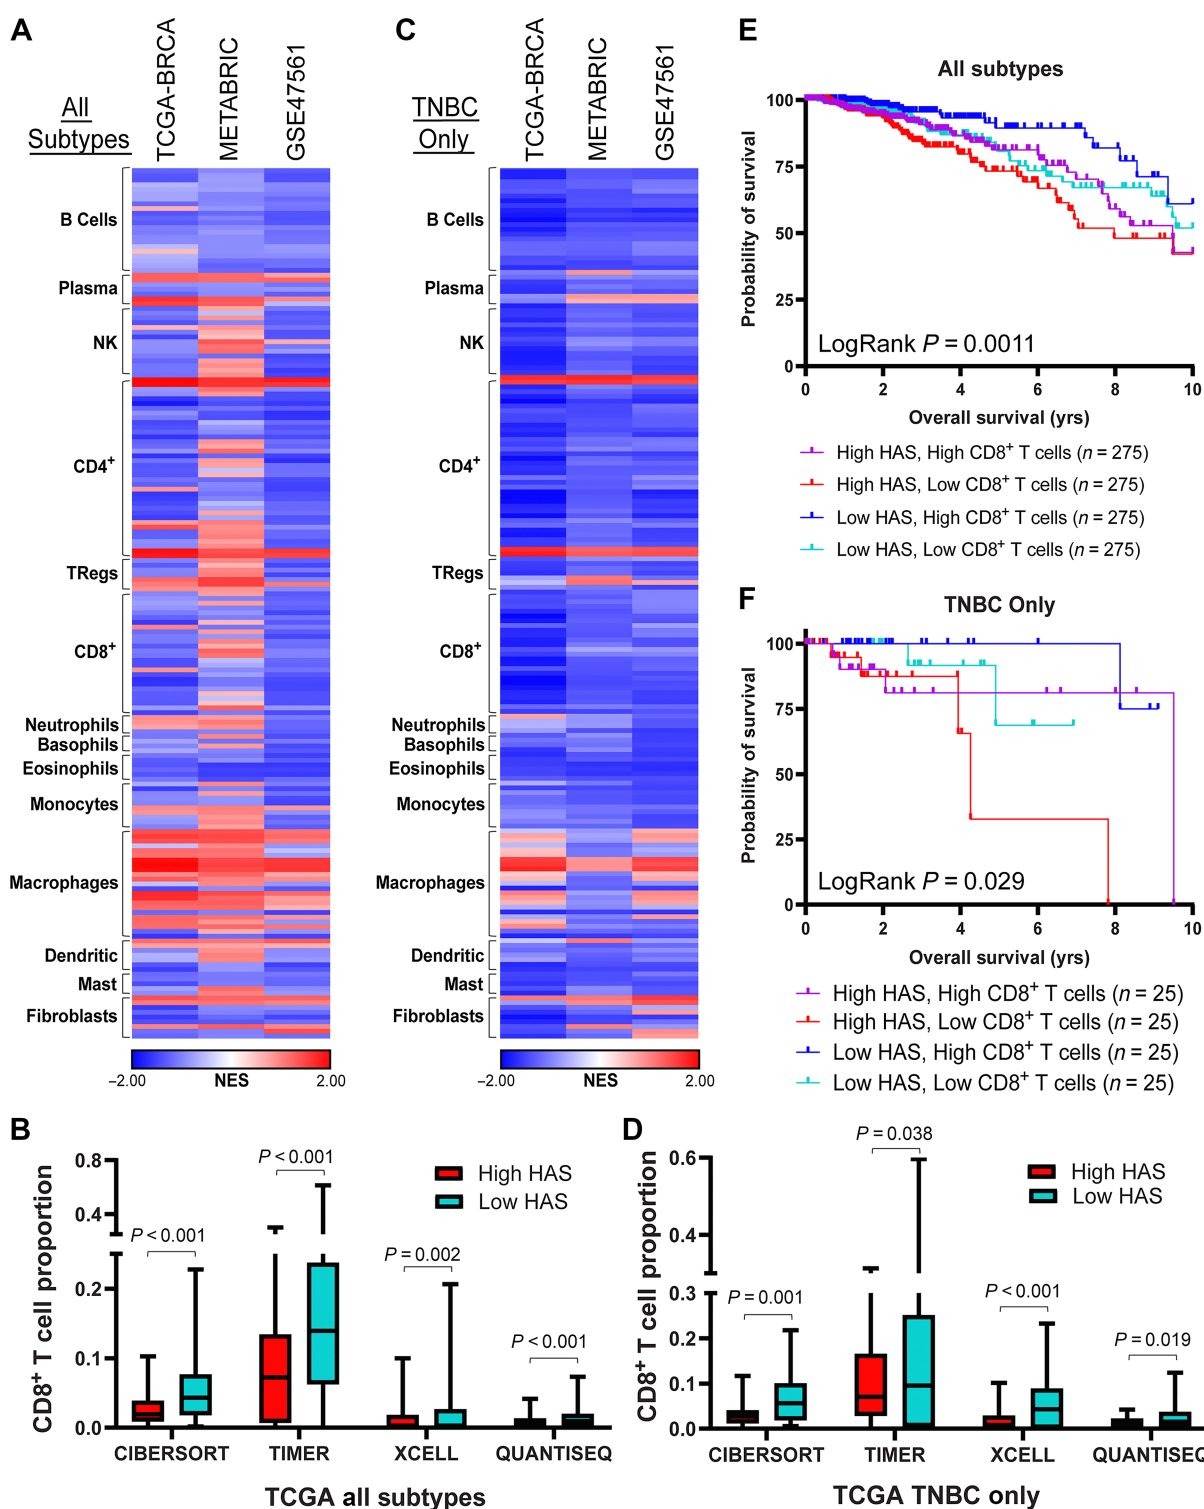 A
All
Subtypes
TCGA-BRCA
METABRIC
GSE47561
B Cells
Plasma
NK
CD4⁺
TRegs
CD8⁺
Neutrophils
Basophils
Eosinophils
Monocytes
Macrophages
Dendritic
Mast
Fibroblasts
−2.00
NES
2.00
C
TNBC
Only
TCGA-BRCA
METABRIC
GSE47561
B Cells
Plasma
NK
CD4⁺
TRegs
CD8⁺
Neutrophils
Basophils
Eosinophils
Monocytes
Macrophages
Dendritic
Mast
Fibroblasts
−2.00
NES
2.00
E
All subtypes
Probability of survival
100
75
50
25
0
LogRank P = 0.0011
0 2 4 6 8 10
Overall survival (yrs)
High HAS, High CD8⁺ T cells (n = 275)
High HAS, Low CD8⁺ T cells (n = 275)
Low HAS, High CD8⁺ T cells (n = 275)
Low HAS, Low CD8⁺ T cells (n = 275)
F
TNBC Only
Probability of survival
100
75
50
25
0
LogRank P = 0.029
0 2 4 6 8 10
Overall survival (yrs)
High HAS, High CD8⁺ T cells (n = 25)
High HAS, Low CD8⁺ T cells (n = 25)
Low HAS, High CD8⁺ T cells (n = 25)
Low HAS, Low CD8⁺ T cells (n = 25)
B
CD8⁺ T cell proportion
0.8
0.4
0.2
0.1
0.0
P < 0.001
P < 0.001
P = 0.002
P < 0.001
High HAS
Low HAS
CIBERSORT TIMER XCELL QUANTISEQ
TCGA all subtypes
D
CD8⁺ T cell proportion
0.6
0.4
0.3
0.2
0.1
0.0
P = 0.001
P = 0.038
P < 0.001
P = 0.019
High HAS
Low HAS
CIBERSORT TIMER XCELL QUANTISEQ
TCGA TNBC only